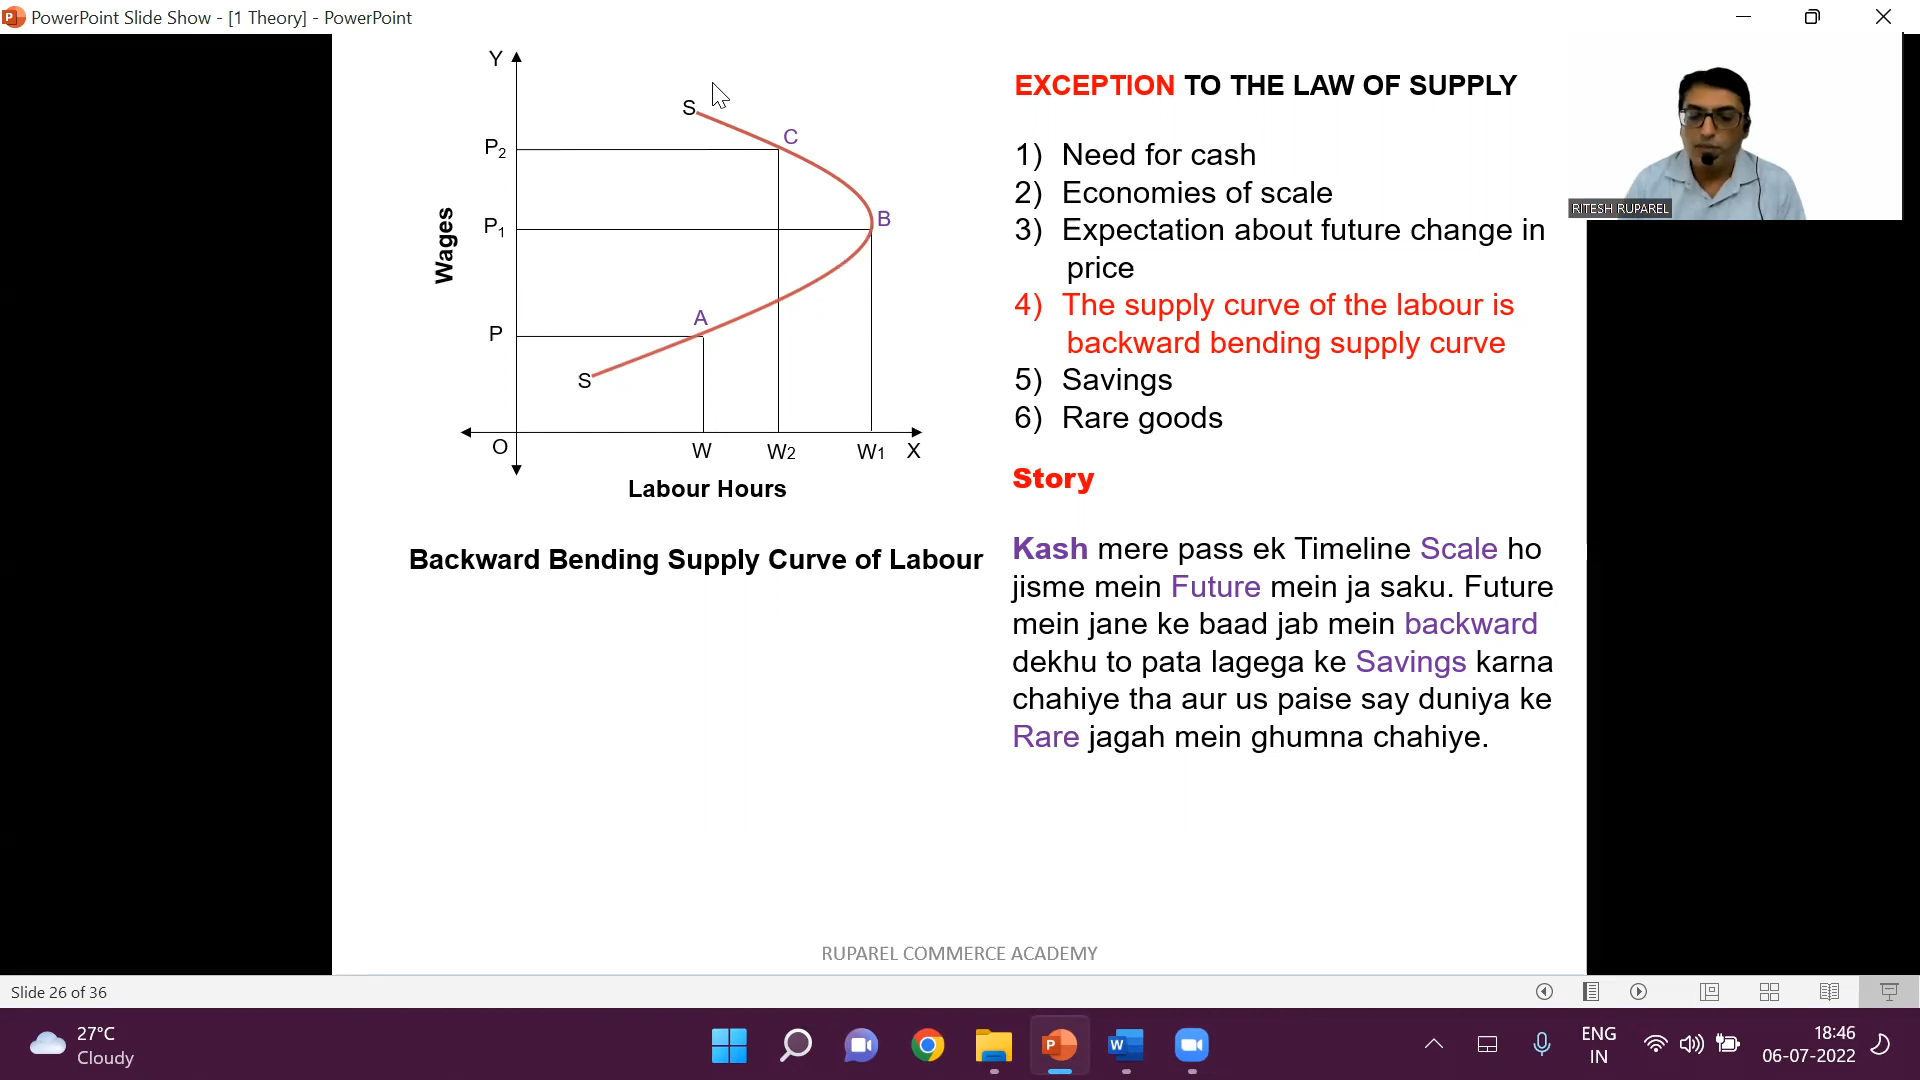 PowerPoint Slide Show - [1 Theory] - PowerPoint
Y
S
C
P2
B
P1
Wages
A
P
S
O
W
W2
W1
X
Labour Hours
Backward Bending Supply Curve of Labour
EXCEPTION TO THE LAW OF SUPPLY
1) Need for cash
2) Economies of scale
3) Expectation about future change in
price
4) The supply curve of the labour is
backward bending supply curve
5) Savings
6) Rare goods
Story
Kash mere pass ek Timeline Scale ho
jisme mein Future mein ja saku. Future
mein jane ke baad jab mein backward
dekhu to pata lagega ke Savings karna
chahiye tha aur us paise say duniya ke
Rare jagah mein ghumna chahiye.
RITESH RUPAREL
RUPAREL COMMERCE ACADEMY
Slide 26 of 36
27°C
Cloudy
P
W
ENG
IN
18:46
06-07-2022